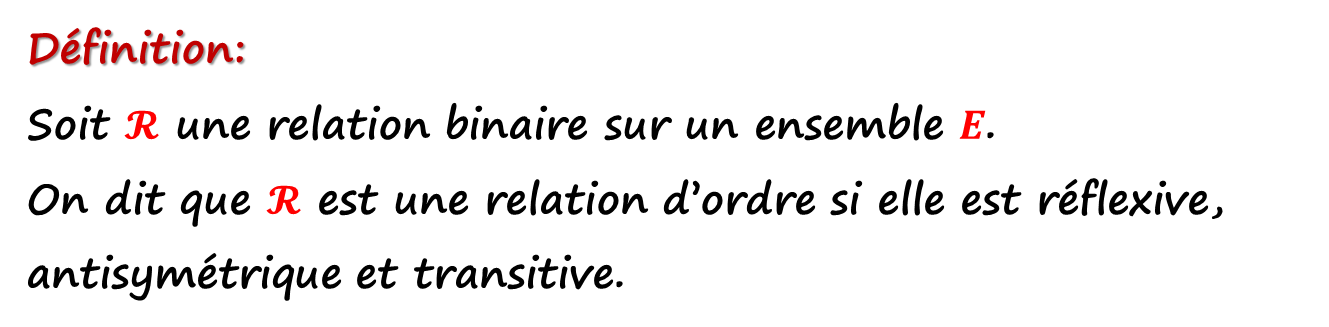 Définition:
Soit 𝓡 une relation binaire sur un ensemble 𝑬.
On dit que 𝓡 est une relation d’ordre si elle est réflexive,
antisymétrique et transitive.